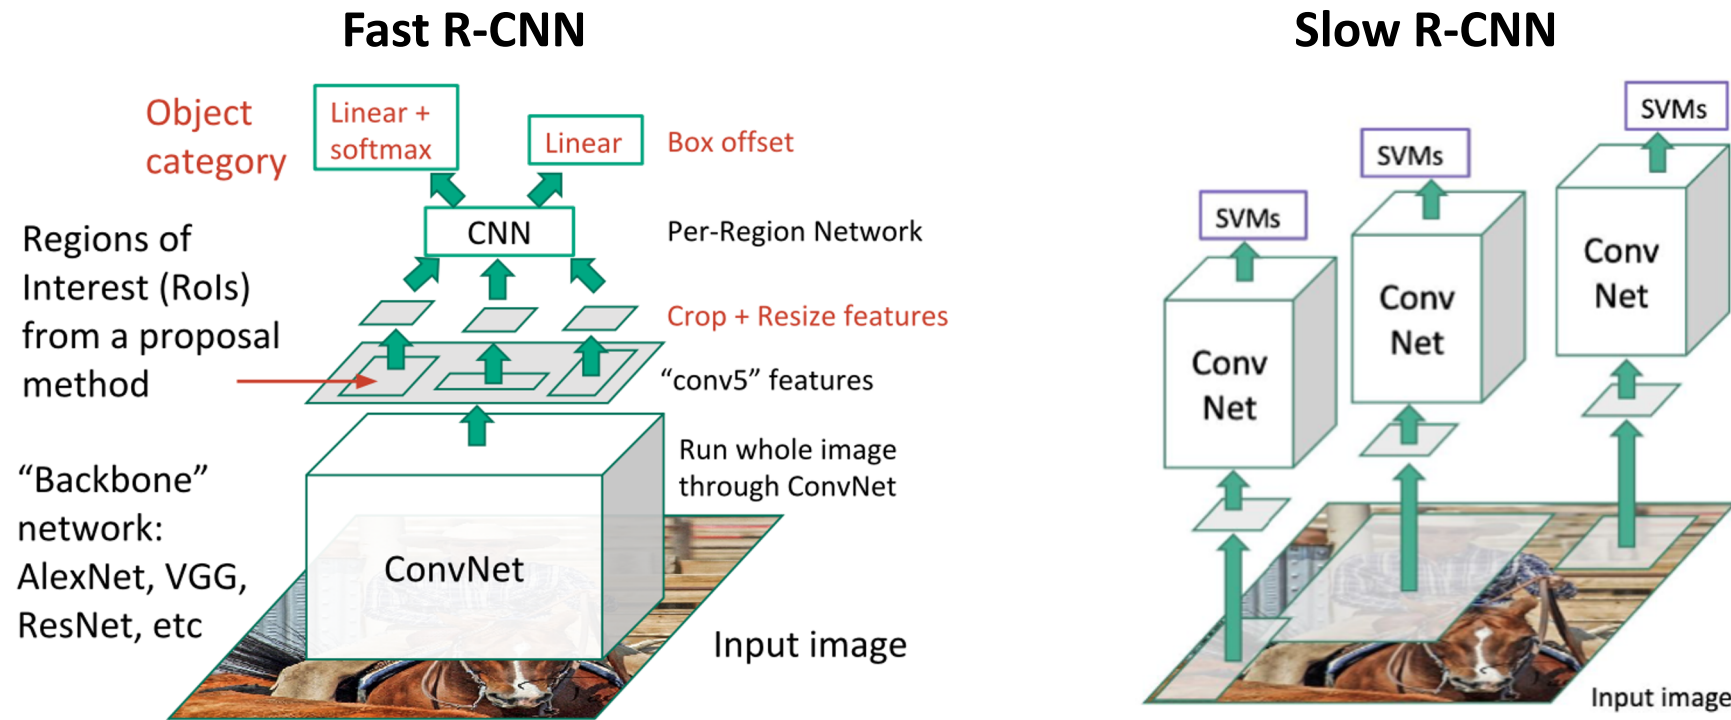 Fast R-CNN
Object
category
Linear +
softmax
Linear
Box offset
CNN
Per-Region Network
Regions of
Interest (RoIs)
from a proposal
method
Crop + Resize features
“conv5” features
“Backbone”
network:
AlexNet, VGG,
ResNet, etc
Run whole image
through ConvNet
ConvNet
Input image
Slow R-CNN
SVMs
SVMs
SVMs
Conv
Net
Conv
Net
Conv
Net
Input image